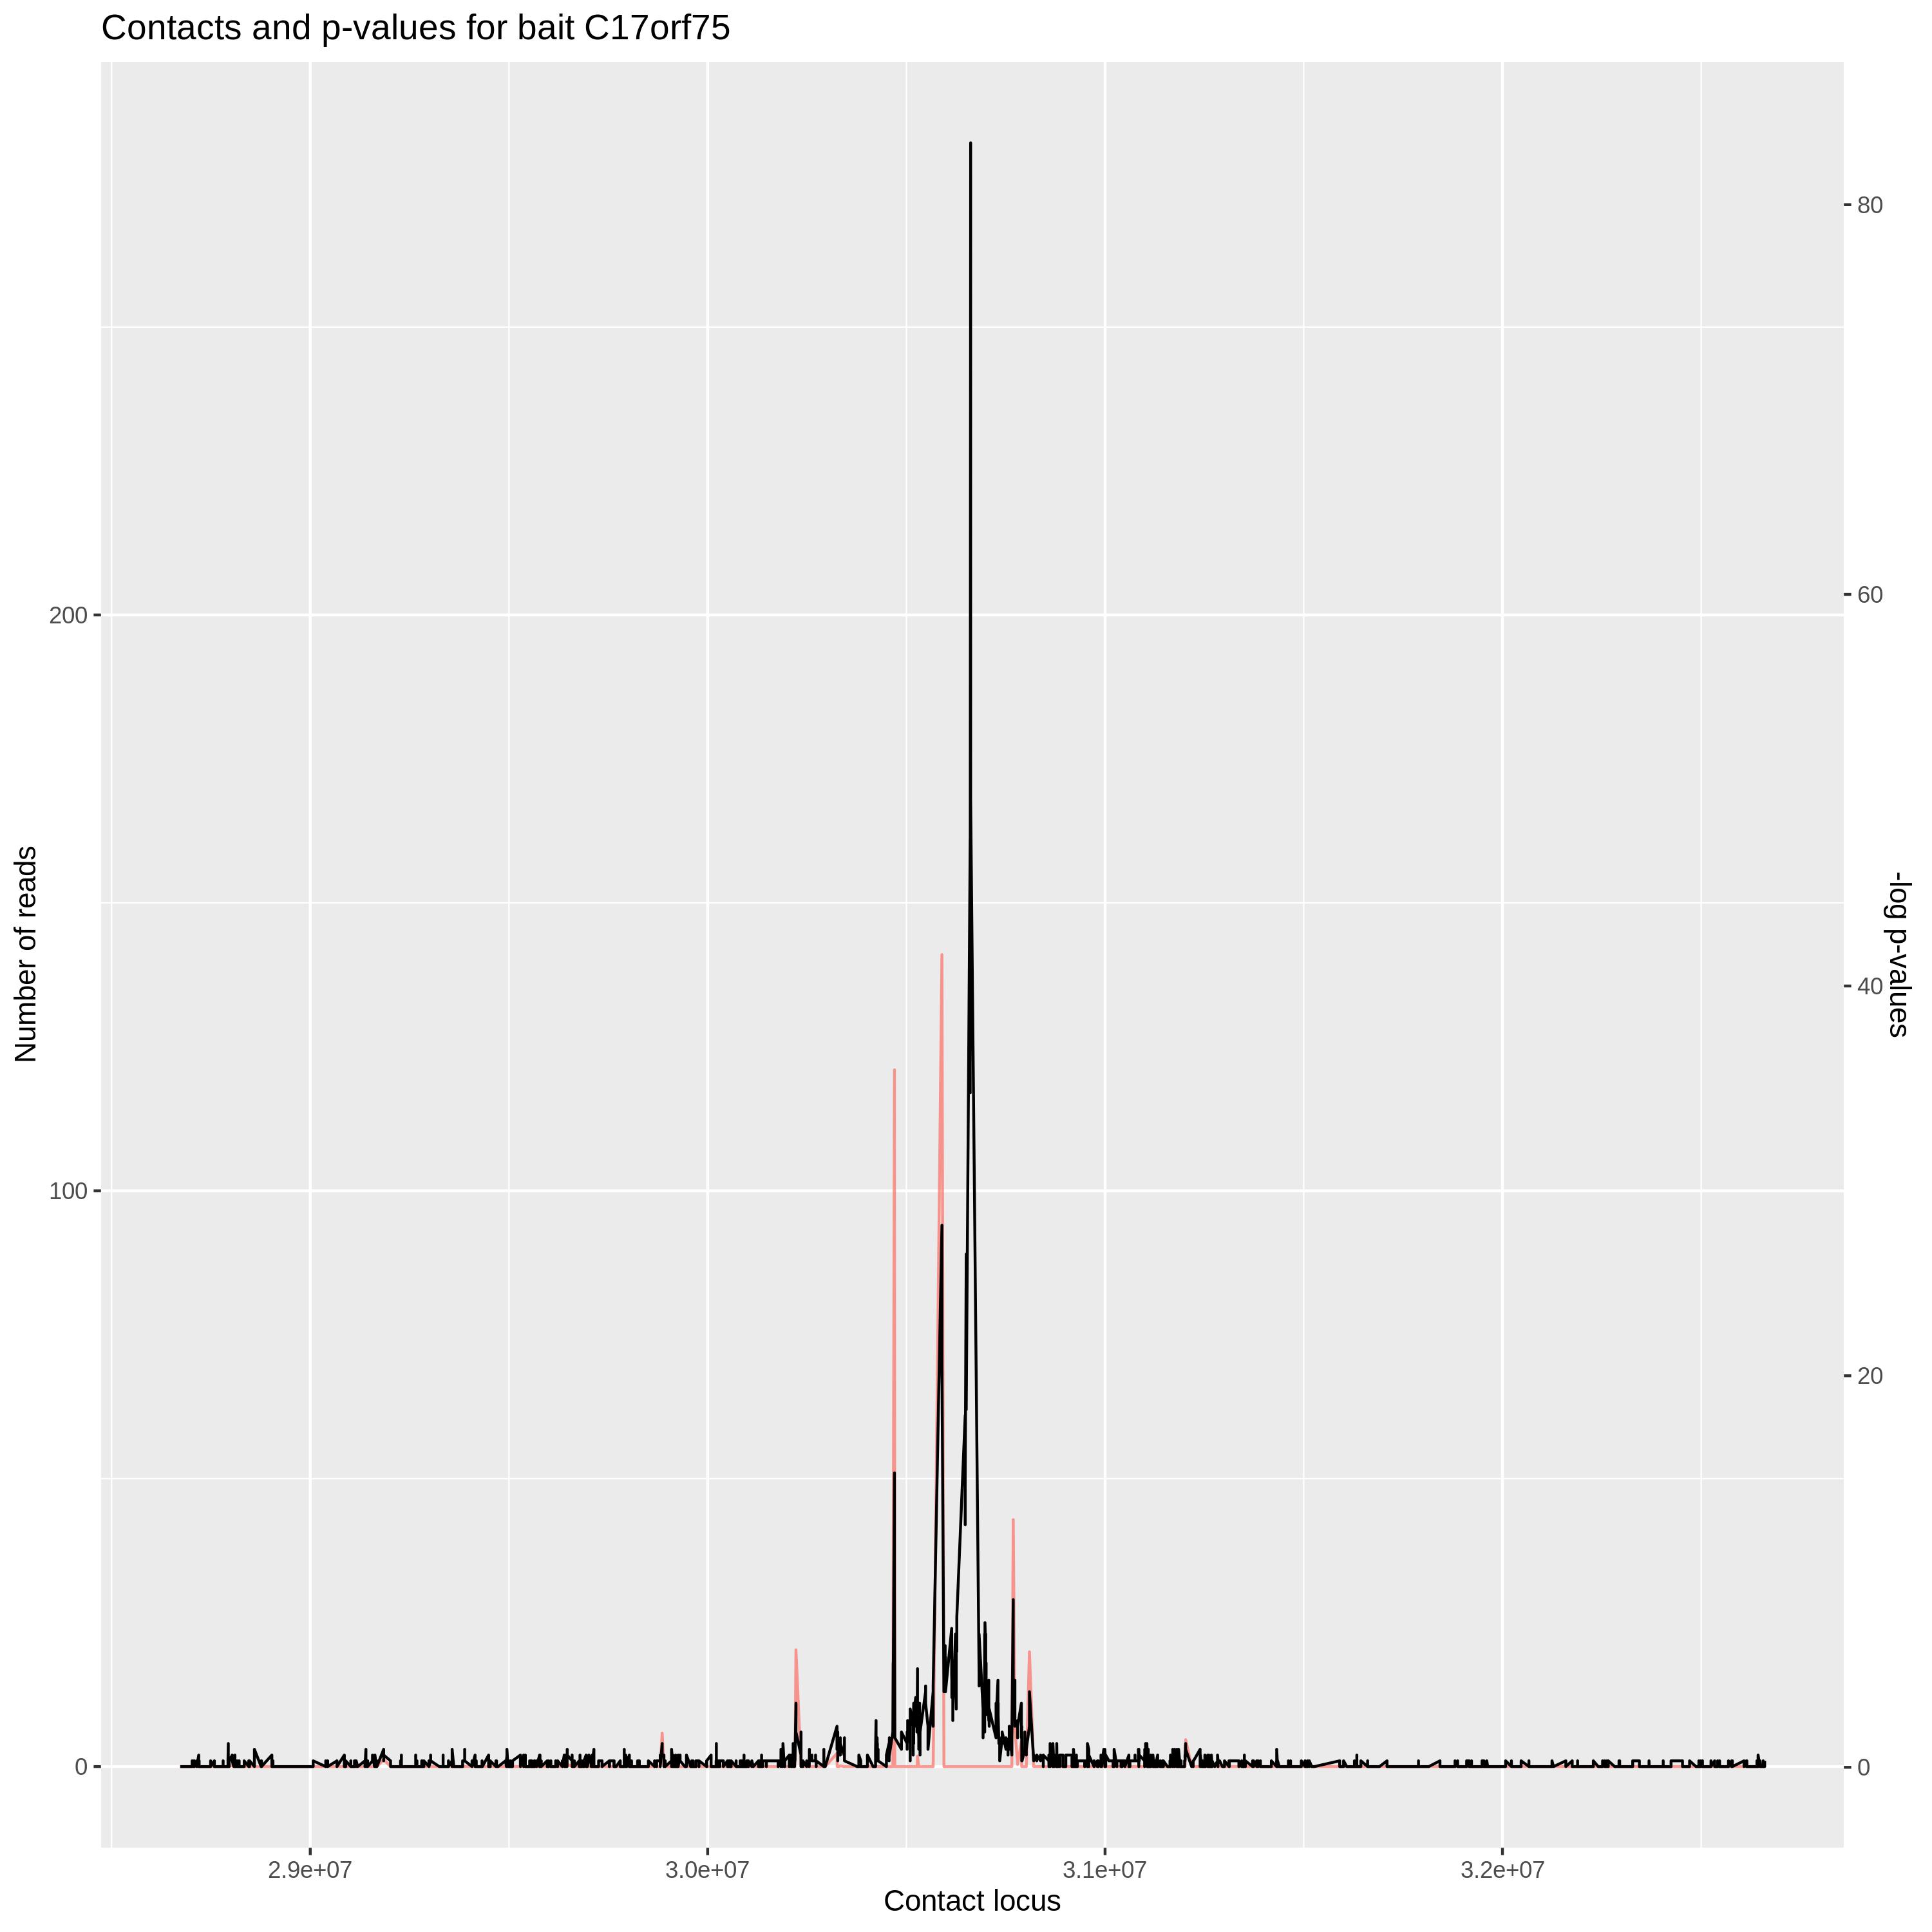 Contacts and p-values for bait C17orf75
Number of reads
200
100
0
80
60
40
20
0
-log p-values
2.9e+07
3.0e+07
3.1e+07
3.2e+07
Contact locus